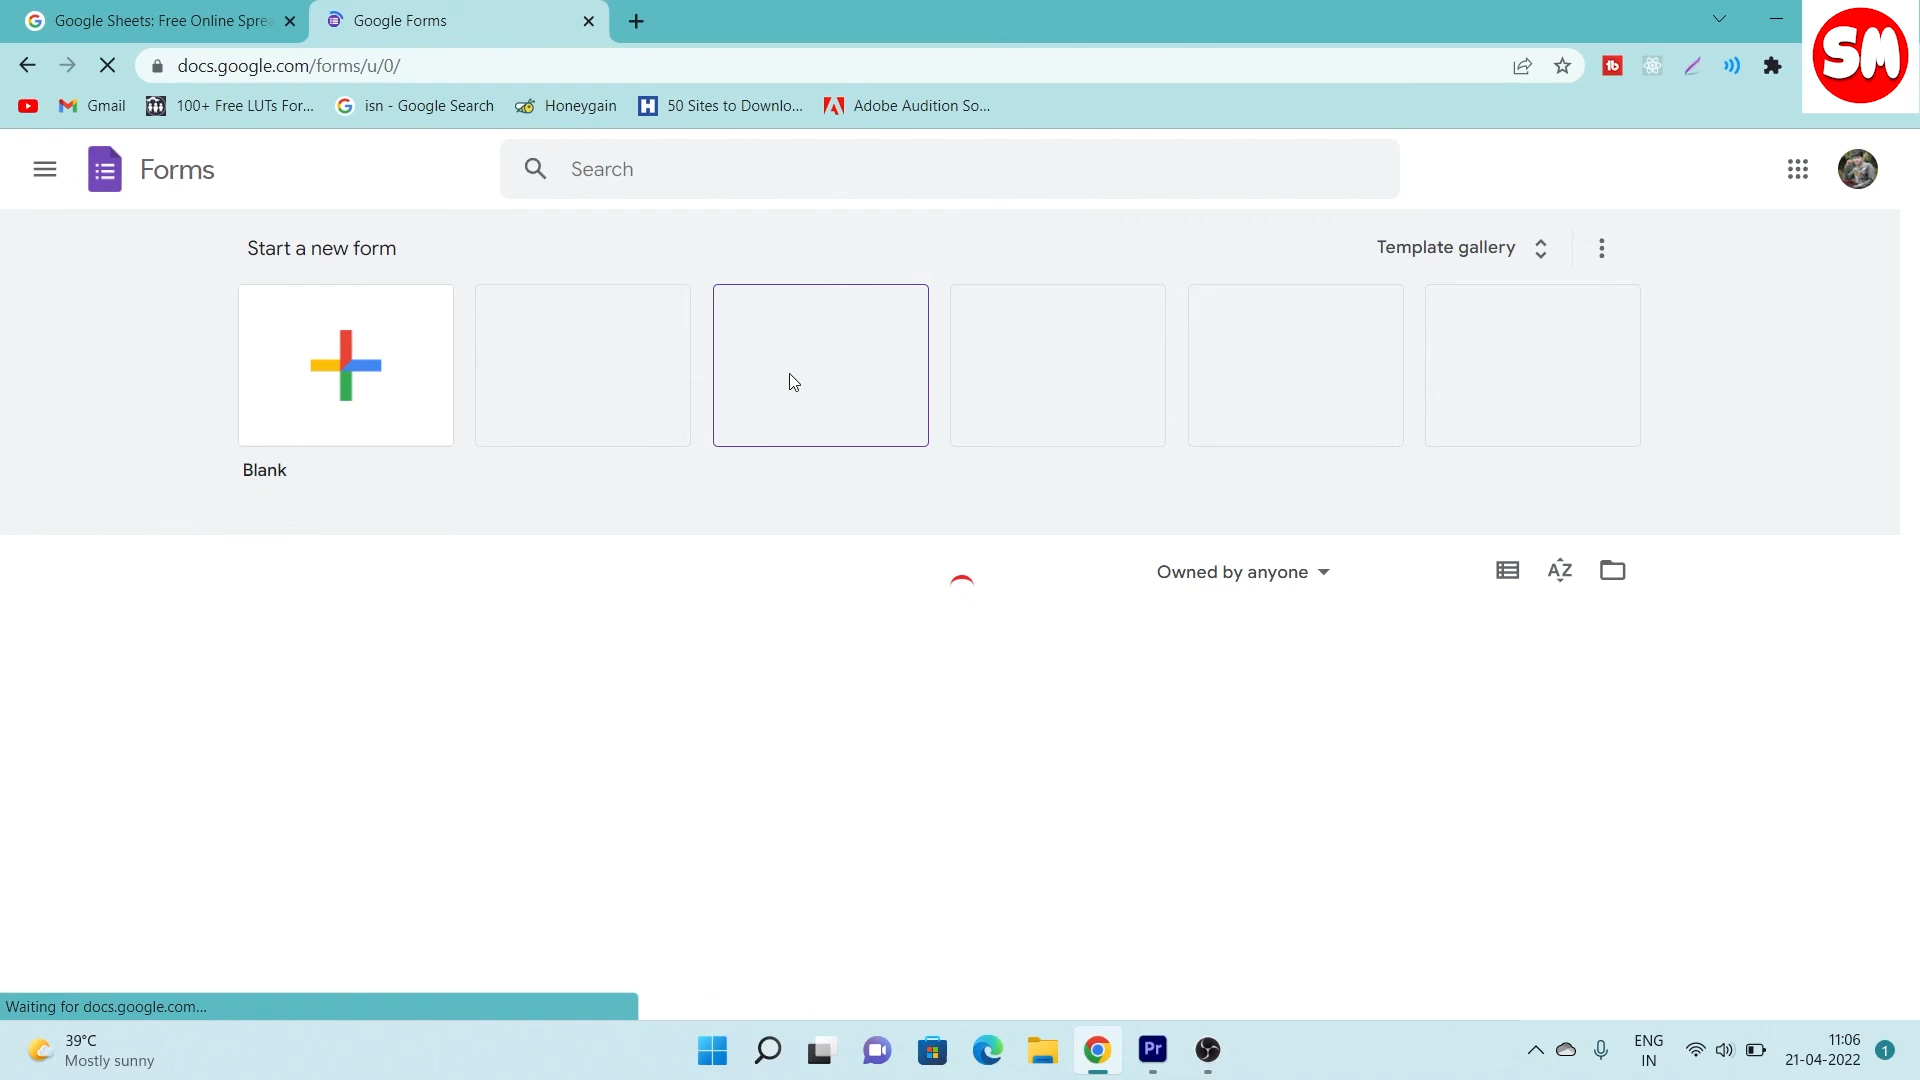 Google Sheets: Free Online Sprea
Google Forms
SM
docs.google.com/forms/u/0/
tb
Gmail
100+ Free LUTs For...
isn - Google Search
Honeygain
H
50 Sites to Downlo...
Adobe Audition So...
Forms
Search
Start a new form
Template gallery
Blank
Owned by anyone
AZ
Waiting for docs.google.com...
39°C
Mostly sunny
Pr
ENG
IN
11:06
21-04-2022
1